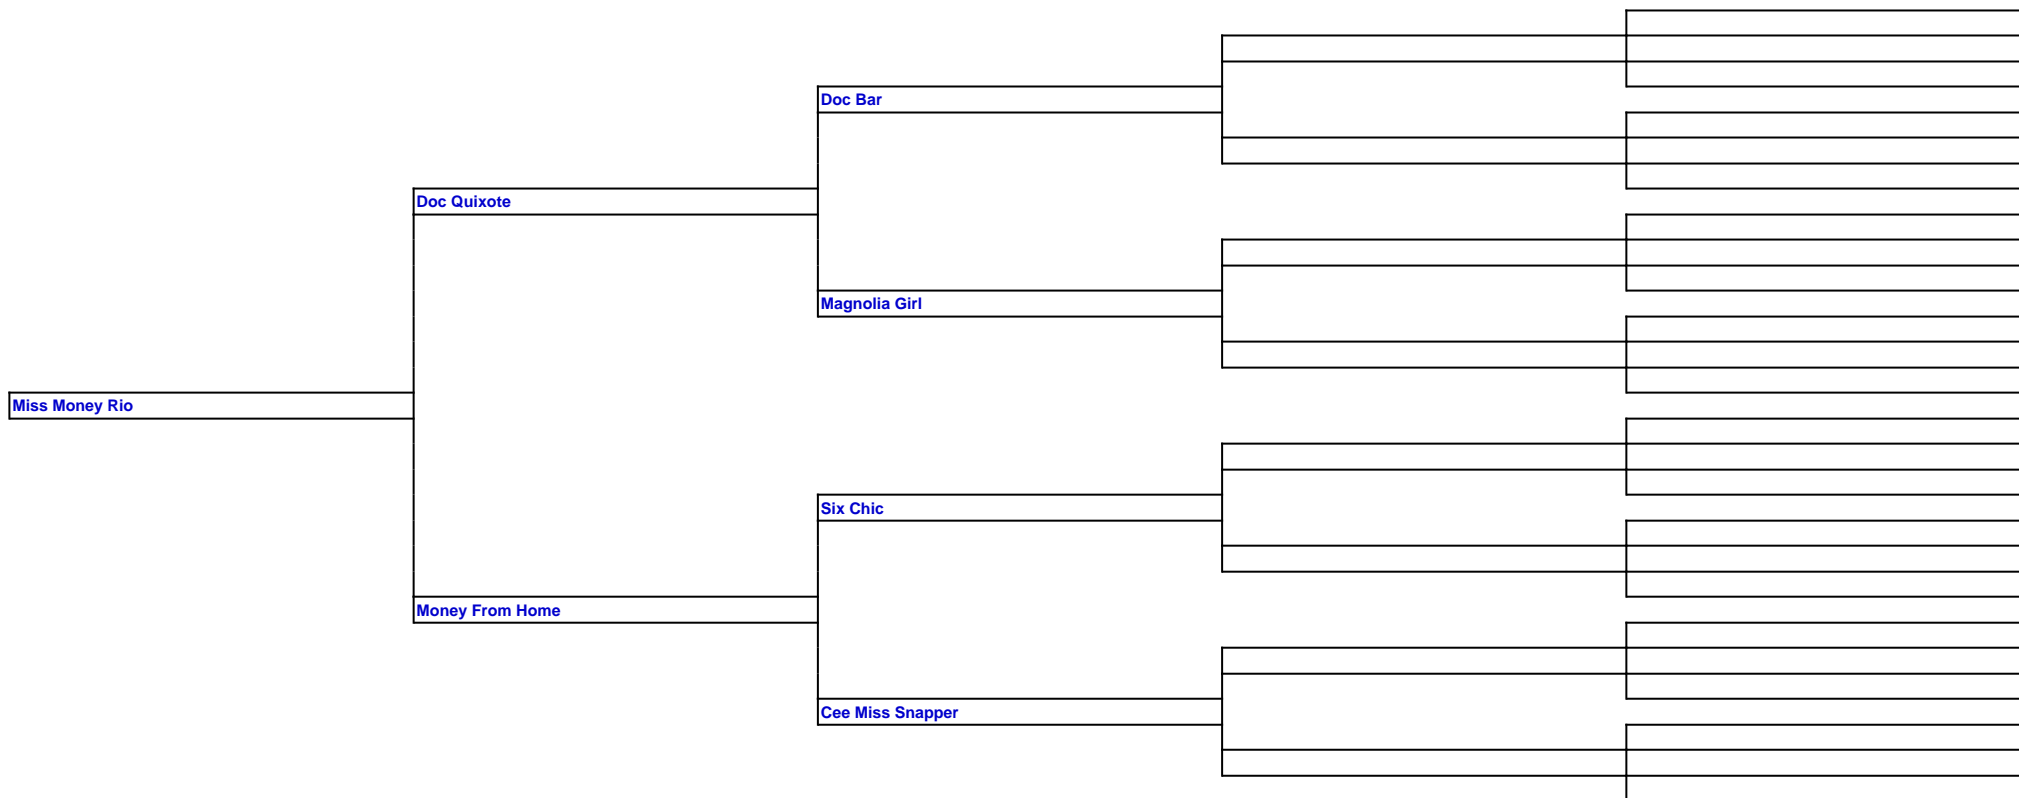 Doc Bar
Doc Quixote
Magnolia Girl
Miss Money Rio
Six Chic
Money From Home
Cee Miss Snapper